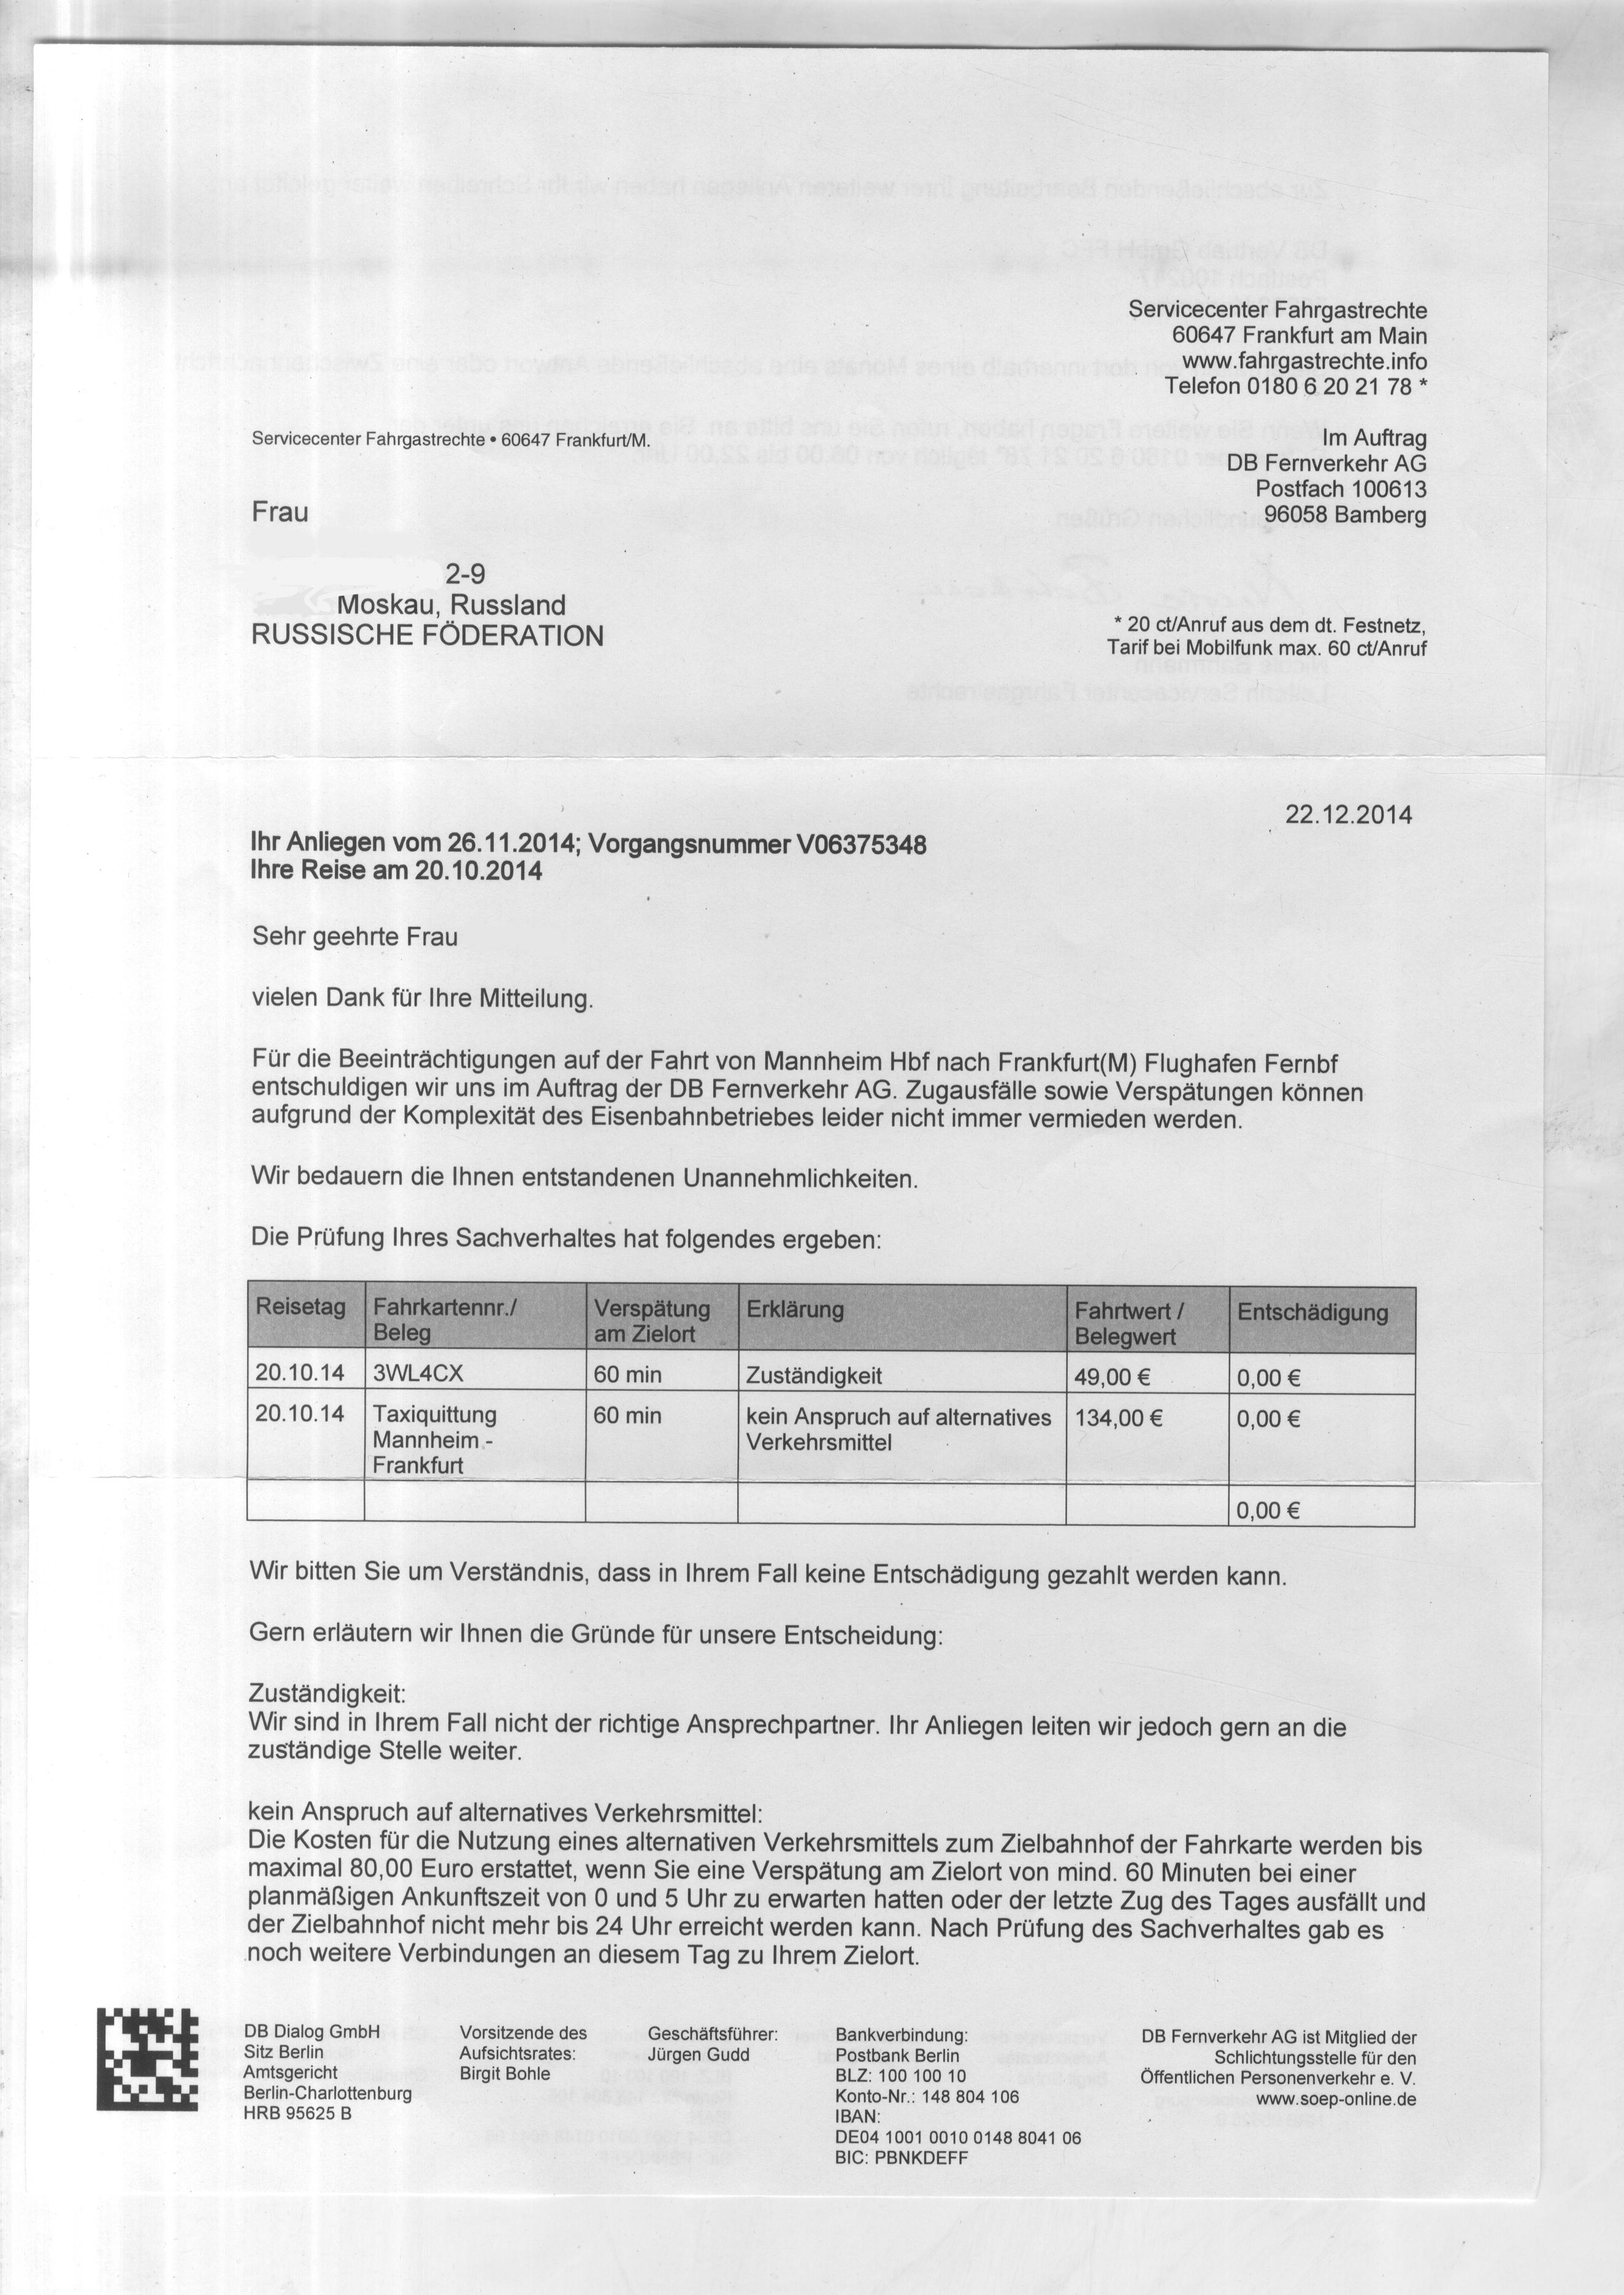 Servicecenter Fahrgastrechte
60647 Frankfurt am Main
www.fahrgastrechte.info
Telefon 0180 6 20 21 78 *
Servicecenter Fahrgastrechte • 60647 Frankfurt/M.
Im Auftrag
DB Fernverkehr AG
Postfach 100613
96058 Bamberg
Frau
2-9
Moskau, Russland
RUSSISCHE FÖDERATION
* 20 ct/Anruf aus dem dt. Festnetz,
Tarif bei Mobilfunk max. 60 ct/Anruf
22.12.2014
Ihr Anliegen vom 26.11.2014; Vorgangsnummer V06375348
Ihre Reise am 20.10.2014
Sehr geehrte Frau
vielen Dank für Ihre Mitteilung.
Für die Beeinträchtigungen auf der Fahrt von Mannheim Hbf nach Frankfurt(M) Flughafen Fernbf
entschuldigen wir uns im Auftrag der DB Fernverkehr AG. Zugausfälle sowie Verspätungen können
aufgrund der Komplexität des Eisenbahnbetriebes leider nicht immer vermieden werden.
Wir bedauern die Ihnen entstandenen Unannehmlichkeiten.
Die Prüfung Ihres Sachverhaltes hat folgendes ergeben:
Reisetag
Fahrkartennr./
Beleg
Verspätung
am Zielort
Erklärung
Fahrtwert /
Belegwert
Entschädigung
20.10.14
3WL4CX
60 min
Zuständigkeit
49,00 €
0,00 €
20.10.14
Taxiquittung
Mannheim -
Frankfurt
60 min
kein Anspruch auf alternatives
Verkehrsmittel
134,00 €
0,00 €
0,00 €
Wir bitten Sie um Verständnis, dass in Ihrem Fall keine Entschädigung gezahlt werden kann.
Gern erläutern wir Ihnen die Gründe für unsere Entscheidung:
Zuständigkeit:
Wir sind in Ihrem Fall nicht der richtige Ansprechpartner. Ihr Anliegen leiten wir jedoch gern an die
zuständige Stelle weiter.
kein Anspruch auf alternatives Verkehrsmittel:
Die Kosten für die Nutzung eines alternativen Verkehrsmittels zum Zielbahnhof der Fahrkarte werden bis
maximal 80,00 Euro erstattet, wenn Sie eine Verspätung am Zielort von mind. 60 Minuten bei einer
planmäßigen Ankunftszeit von 0 und 5 Uhr zu erwarten hatten oder der letzte Zug des Tages ausfällt und
der Zielbahnhof nicht mehr bis 24 Uhr erreicht werden kann. Nach Prüfung des Sachverhaltes gab es
noch weitere Verbindungen an diesem Tag zu Ihrem Zielort.
DB Dialog GmbH
Sitz Berlin
Amtsgericht
Berlin-Charlottenburg
HRB 95625 B
Vorsitzende des
Aufsichtsrates:
Birgit Bohle
Geschäftsführer:
Jürgen Gudd
Bankverbindung:
Postbank Berlin
BLZ: 100 100 10
Konto-Nr.: 148 804 106
IBAN:
DE04 1001 0010 0148 8041 06
BIC: PBNKDEFF
DB Fernverkehr AG ist Mitglied der
Schlichtungsstelle für den
Öffentlichen Personenverkehr e. V.
www.soep-online.de